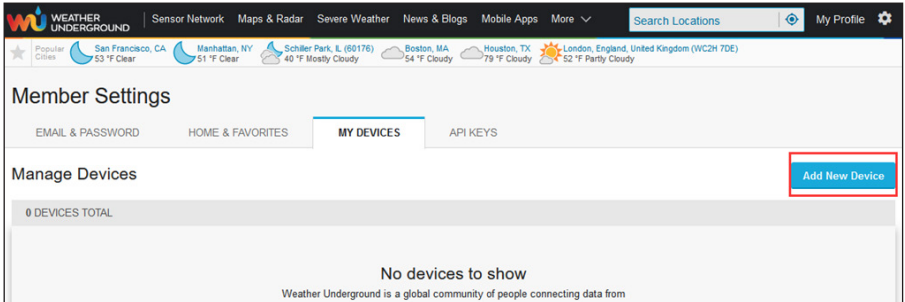 WEATHER UNDERGROUND Sensor Network Maps & Radar Severe Weather News & Blogs Mobile Apps More Search Locations My Profile
Popular Cities San Francisco, CA 53 °F Clear Manhattan, NY 51 °F Clear Schiller Park, IL (60176) 40 °F Mostly Cloudy Boston, MA 54 °F Cloudy Houston, TX 79 °F Cloudy London, England, United Kingdom (WC2H 7DE) 52 °F Partly Cloudy
Member Settings
EMAIL & PASSWORD HOME & FAVORITES MY DEVICES API KEYS
Manage Devices Add New Device
0 DEVICES TOTAL
No devices to show
Weather Underground is a global community of people connecting data from